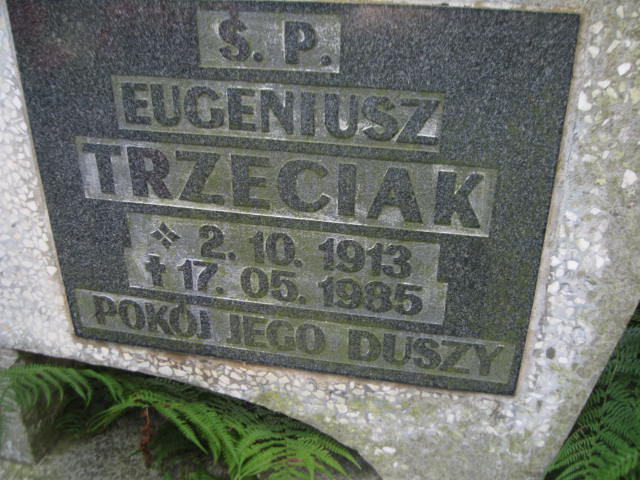 Ś. P.
EUGENIUSZ
TRZECIAK
2. 10. 1913
17. 05. 1985
POKÓJ JEGO DUSZY